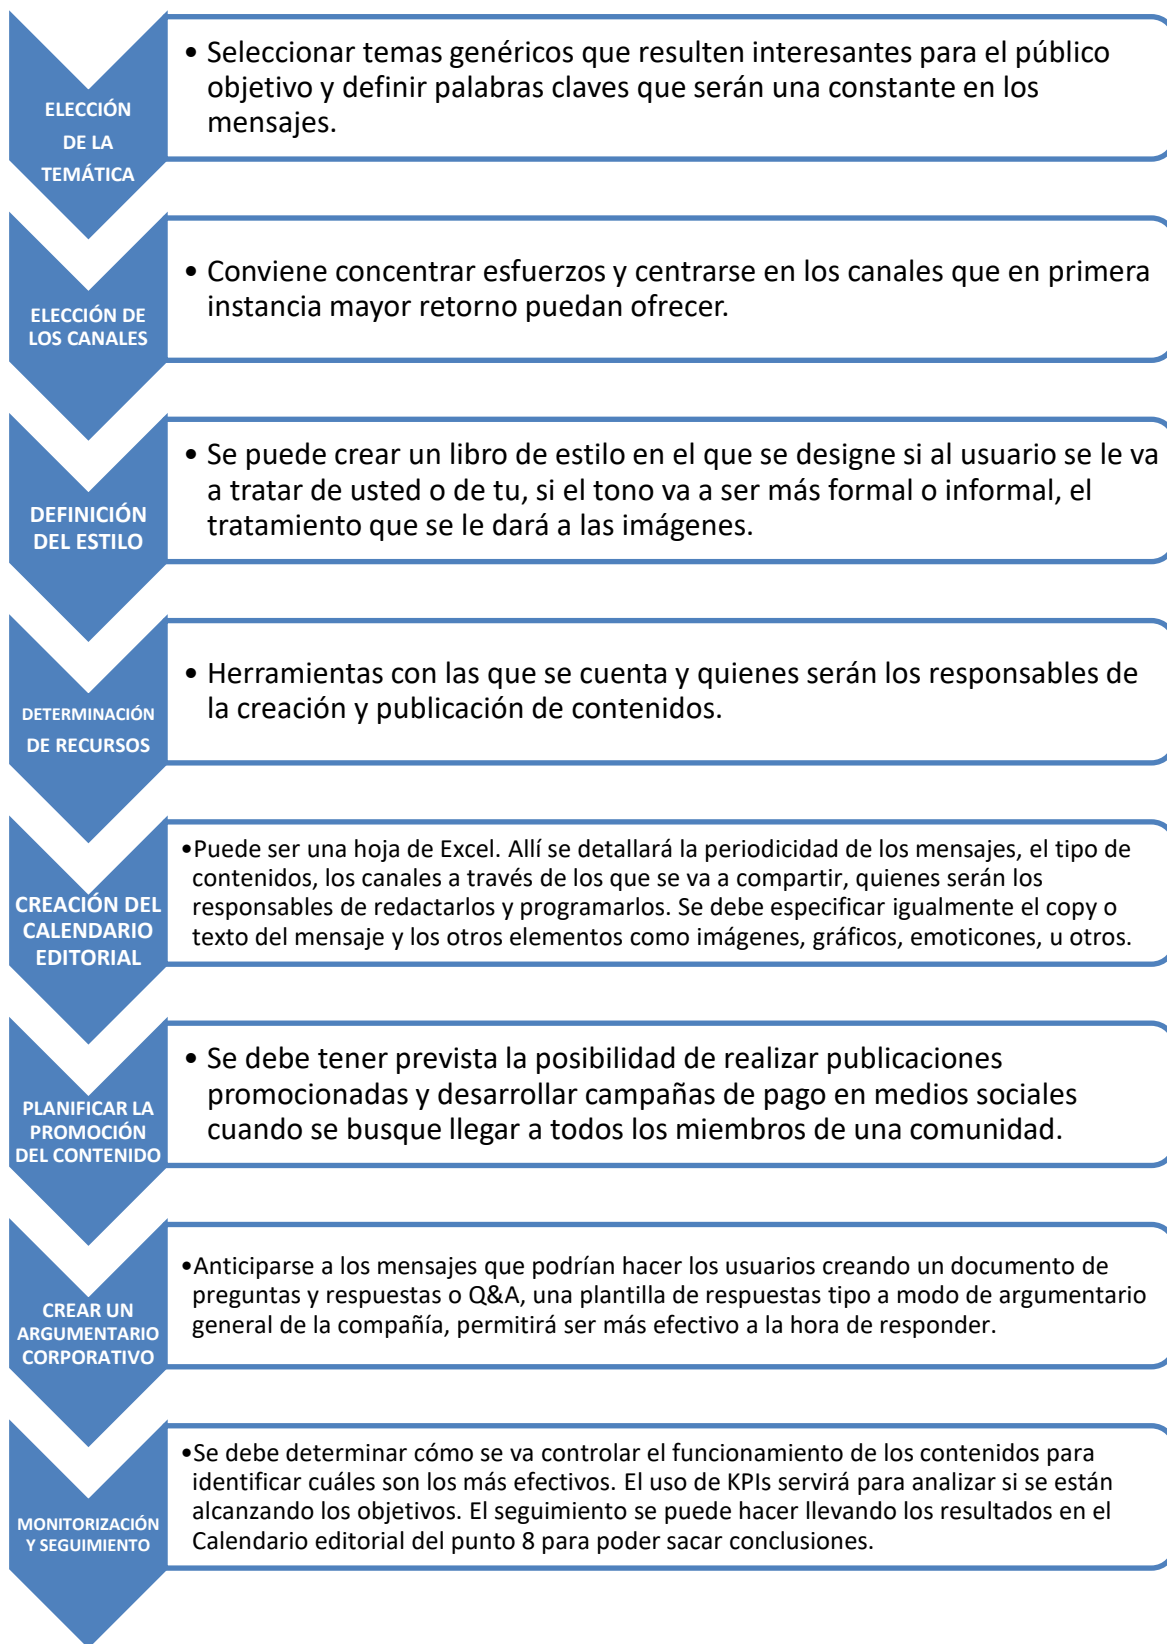 ELECCIÓN
DE LA
TEMÁTICA
• Seleccionar temas genéricos que resulten interesantes para el público
objetivo y definir palabras claves que serán una constante en los
mensajes.
ELECCIÓN DE
LOS CANALES
• Conviene concentrar esfuerzos y centrarse en los canales que en primera
instancia mayor retorno puedan ofrecer.
DEFINICIÓN
DEL ESTILO
• Se puede crear un libro de estilo en el que se designe si al usuario se le va
a tratar de usted o de tu, si el tono va a ser más formal o informal, el
tratamiento que se le dará a las imágenes.
DETERMINACIÓN
DE RECURSOS
• Herramientas con las que se cuenta y quienes serán los responsables de
la creación y publicación de contenidos.
CREACIÓN DEL
CALENDARIO
EDITORIAL
•Puede ser una hoja de Excel. Allí se detallará la periodicidad de los mensajes, el tipo de
contenidos, los canales a través de los que se va a compartir, quienes serán los
responsables de redactarlos y programarlos. Se debe especificar igualmente el copy o
texto del mensaje y los otros elementos como imágenes, gráficos, emoticones, u otros.
PLANIFICAR LA
PROMOCIÓN
DEL CONTENIDO
• Se debe tener prevista la posibilidad de realizar publicaciones
promocionadas y desarrollar campañas de pago en medios sociales
cuando se busque llegar a todos los miembros de una comunidad.
CREAR UN
ARGUMENTARIO
CORPORATIVO
•Anticiparse a los mensajes que podrían hacer los usuarios creando un documento de
preguntas y respuestas o Q&A, una plantilla de respuestas tipo a modo de argumentario
general de la compañía, permitirá ser más efectivo a la hora de responder.
MONITORIZACIÓN
Y SEGUIMIENTO
•Se debe determinar cómo se va controlar el funcionamiento de los contenidos para
identificar cuáles son los más efectivos. El uso de KPIs servirá para analizar si se están
alcanzando los objetivos. El seguimiento se puede hacer llevando los resultados en el
Calendario editorial del punto 8 para poder sacar conclusiones.